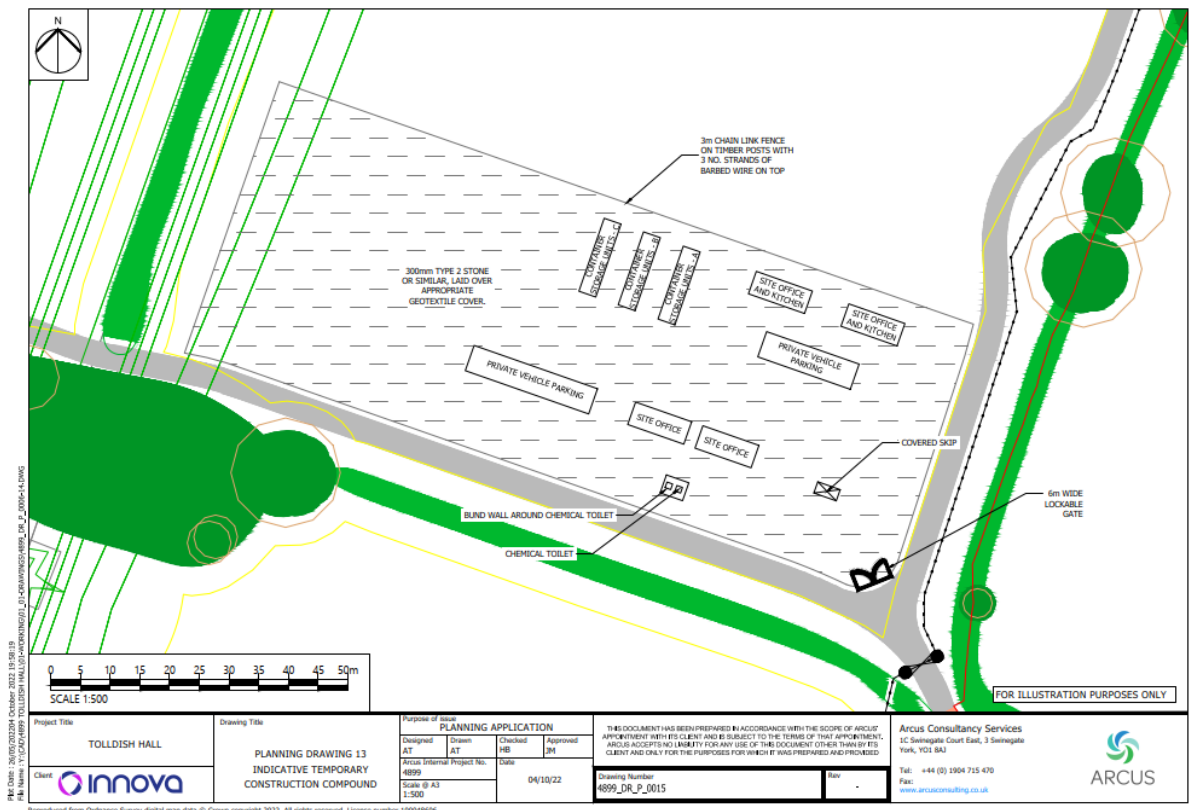 N
3m CHAIN LINK FENCE
ON TIMBER POSTS WITH
3 NO. STRANDS OF
BARBED WIRE ON TOP
300mm TYPE 2 STONE
OR SIMILAR, LAID OVER
APPROPRIATE
GEOTEXTILE COVER.
CONTAINER
STORAGE UNITS - C
CONTAINER
STORAGE UNITS - B
CONTAINER
STORAGE UNITS - A
SITE OFFICE
AND KITCHEN
SITE OFFICE
AND KITCHEN
PRIVATE VEHICLE
PARKING
PRIVATE VEHICLE PARKING
SITE OFFICE
SITE OFFICE
COVERED SKIP
6m WIDE
LOCKABLE
GATE
BUND WALL AROUND CHEMICAL TOILET
CHEMICAL TOILET
0 5 10 15 20 25 30 35 40 45 50m
SCALE 1:500
FOR ILLUSTRATION PURPOSES ONLY
Project Title
TOLLDISH HALL
Client
innova
Drawing Title
PLANNING DRAWING 13
INDICATIVE TEMPORARY
CONSTRUCTION COMPOUND
Purpose of issue
PLANNING APPLICATION
Designed Drawn Checked Approved
AT AT HB JM
Arcus Internal Project No.
4899
Date
04/10/22
Scale @ A3
1:500
THIS DOCUMENT HAS BEEN PREPARED IN ACCORDANCE WITH THE SCOPE OF ARCUS'
APPOINTMENT WITH ITS CLIENT AND IS SUBJECT TO THE TERMS OF THAT APPOINTMENT.
ARCUS ACCEPTS NO LIABILITY FOR ANY USE OF THIS DOCUMENT OTHER THAN BY ITS
CLIENT AND ONLY FOR THE PURPOSES FOR WHICH IT WAS PREPARED AND PROVIDED
Drawing Number
4899_DR_P_0015
Rev
-
Arcus Consultancy Services
1C Swinegate Court East, 3 Swinegate
York, YO1 8AJ
Tel: +44 (0) 1904 715 470
Fax:
www.arcusconsulting.co.uk
ARCUS